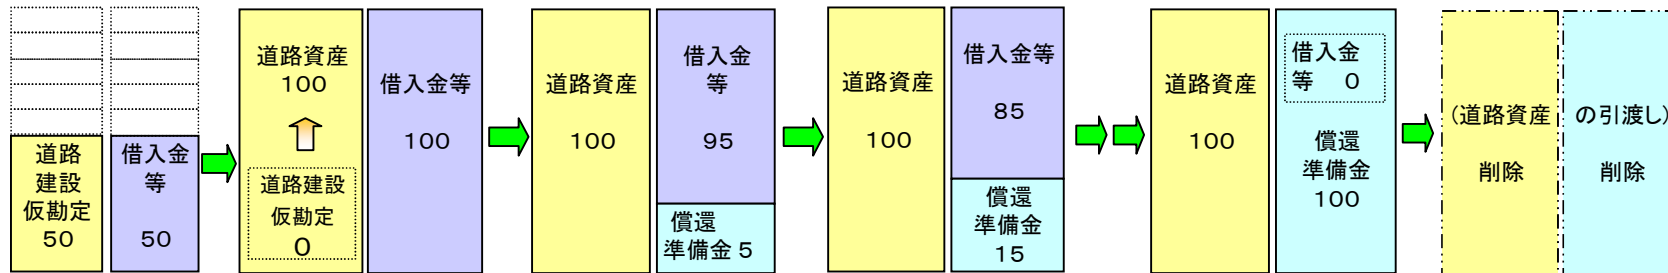 道路
建設
仮勘定
50
借入金
等
50
道路資産
100
道路建設
仮勘定
0
借入金等
100
道路資産
100
借入金
等
95
償還
準備金 5
道路資産
100
借入金等
85
償還
準備金
15
道路資産
100
借入金
等 0
償還
準備金
100
(道路資産
削除
の引渡し)
削除